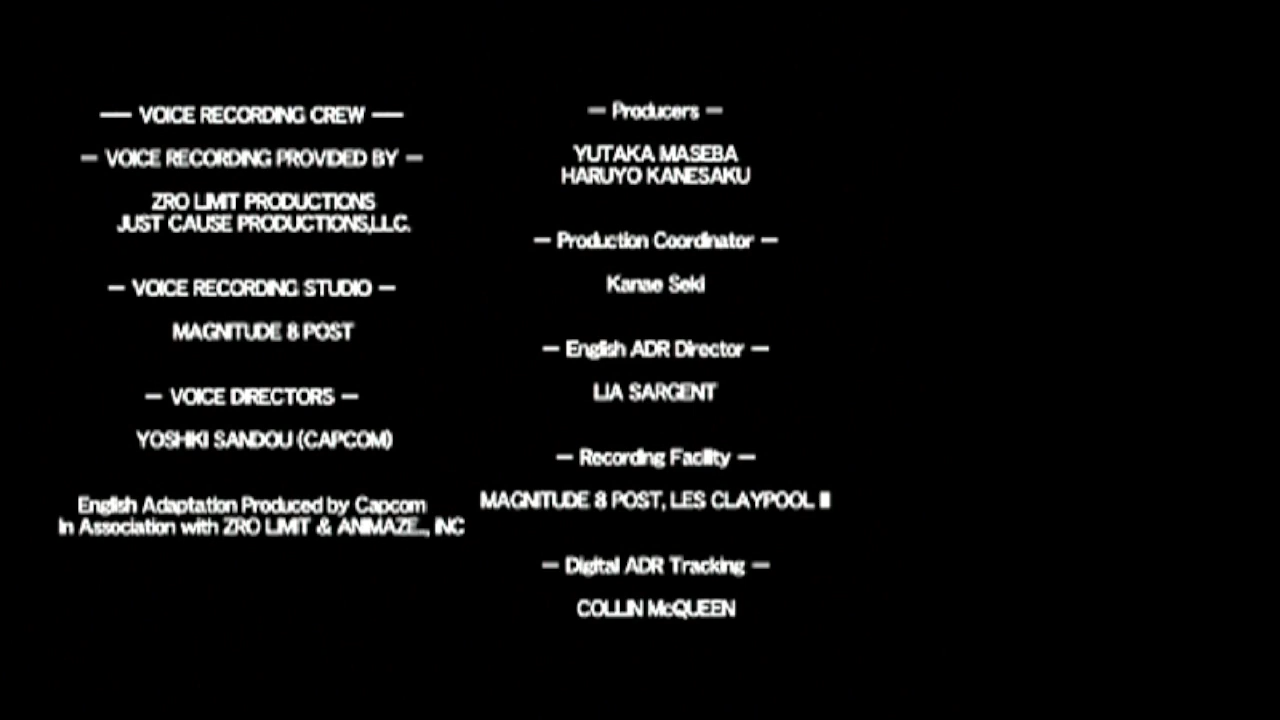 —— VOICE RECORDING CREW ——
— VOICE RECORDING PROVIDED BY —
ZRO LIMIT PRODUCTIONS
JUST CAUSE PRODUCTIONS,LLC.
— VOICE RECORDING STUDIO —
MAGNITUDE 8 POST
— VOICE DIRECTORS —
YOSHIKI SANDOU (CAPCOM)
English Adaptation Produced by Capcom
In Association with ZRO LIMIT & ANIMAZE.., INC
— Producers —
YUTAKA MASEBA
HARUYO KANESAKU
— Production Coordinator —
Kanae Seki
— English ADR Director —
LIA SARGENT
— Recording Facility —
MAGNITUDE 8 POST, LES CLAYPOOL III
— Digital ADR Tracking —
COLLIN McQUEEN